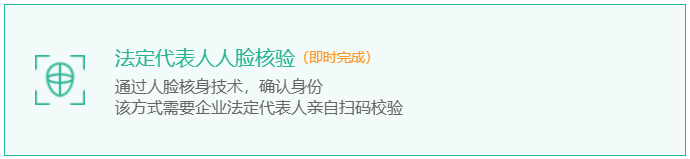 法定代表人人脸核验（即时完成）
通过人脸核身技术，确认身份
该方式需要企业法定代表人亲自扫码校验